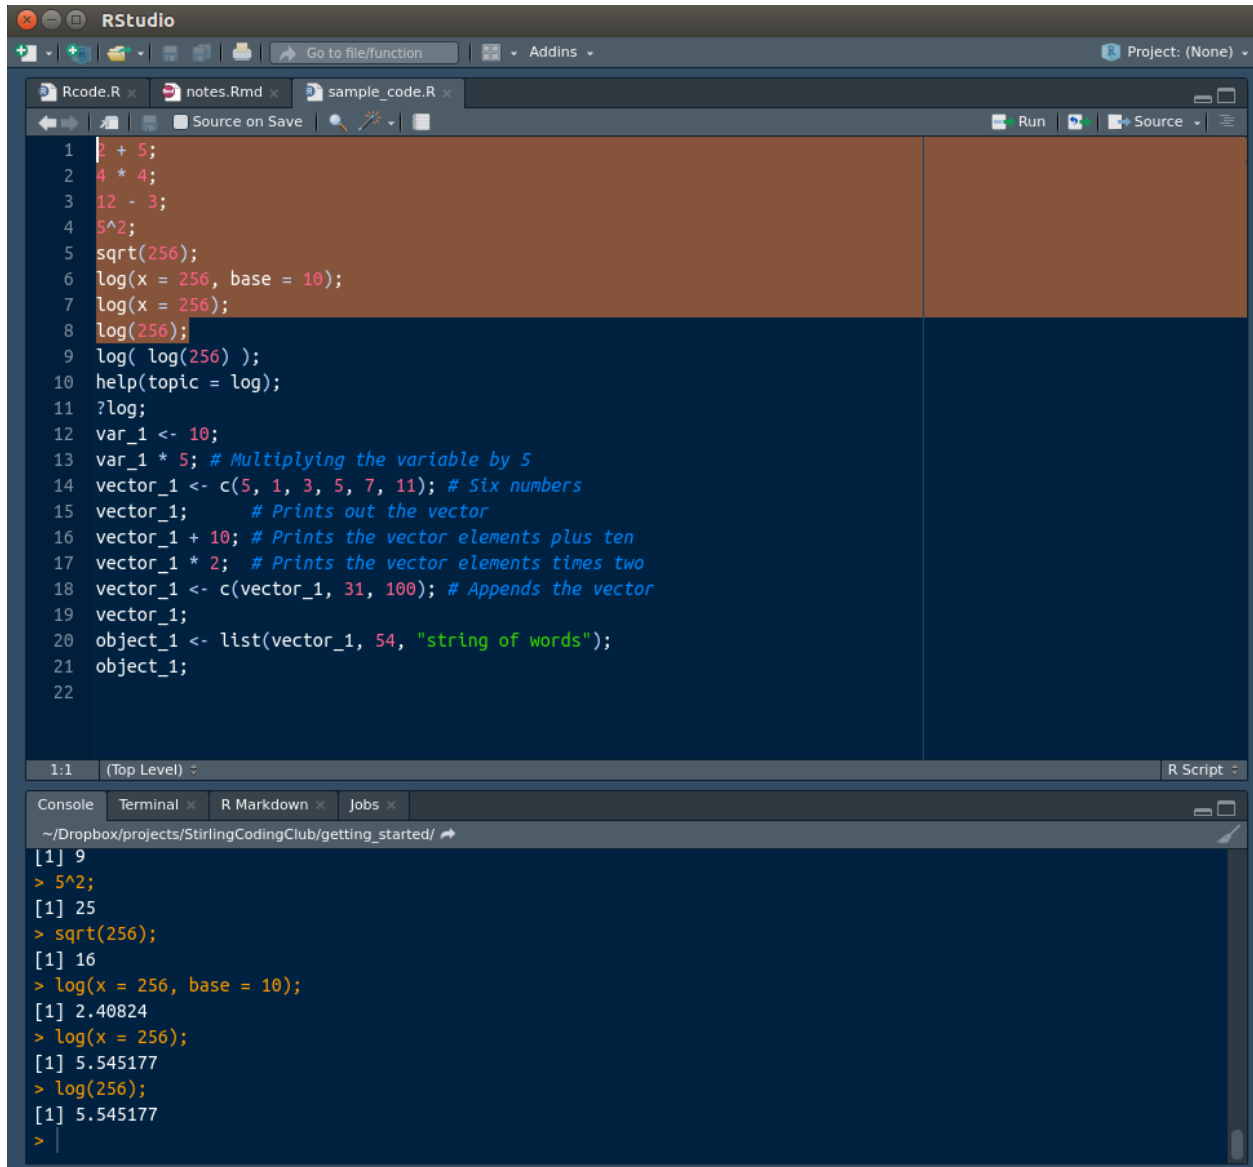 RStudio
Go to file/function Addins Project: (None)
Rcode.R notes.Rmd sample_code.R
Source on Save Run Source
1 2 + 5;
2 4 * 4;
3 12 - 3;
4 5^2;
5 sqrt(256);
6 log(x = 256, base = 10);
7 log(x = 256);
8 log(256);
9 log( log(256) );
10 help(topic = log);
11 ?log;
12 var_1 <- 10;
13 var_1 * 5; # Multiplying the variable by 5
14 vector_1 <- c(5, 1, 3, 5, 7, 11); # Six numbers
15 vector_1;      # Prints out the vector
16 vector_1 + 10; # Prints the vector elements plus ten
17 vector_1 * 2;  # Prints the vector elements times two
18 vector_1 <- c(vector_1, 31, 100); # Appends the vector
19 vector_1;
20 object_1 <- list(vector_1, 54, "string of words");
21 object_1;
22
1:1 (Top Level) R Script
Console Terminal R Markdown Jobs
~/Dropbox/projects/StirlingCodingClub/getting_started/
[1] 9
> 5^2;
[1] 25
> sqrt(256);
[1] 16
> log(x = 256, base = 10);
[1] 2.40824
> log(x = 256);
[1] 5.545177
> log(256);
[1] 5.545177
>